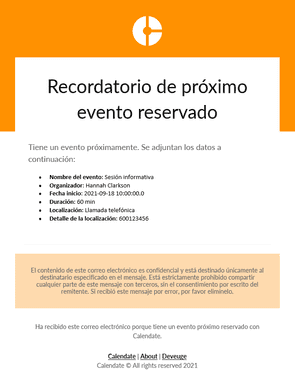 Recordatorio de próximo
evento reservado
Tiene un evento próximamente. Se adjuntan los datos a
continuación:
• Nombre del evento: Sesión informativa
• Organizador: Hannah Clarkson
• Fecha inicio: 2021-09-18 10:00:00.0
• Duración: 60 min
• Localización: Llamada telefónica
• Detalle de la localización: 600123456
El contenido de este correo electrónico es confidencial y está destinado únicamente al
destinatario especificado en el mensaje. Está estrictamente prohibido compartir
cualquier parte de este mensaje con terceros, sin el consentimiento por escrito del
remitente. Si recibió este mensaje por error, por favor elimínelo.
Ha recibido este correo electrónico porque tiene un evento próximo reservado con
Calendate.
Calendate | About | Deveuge
Calendate © All rights reserved 2021